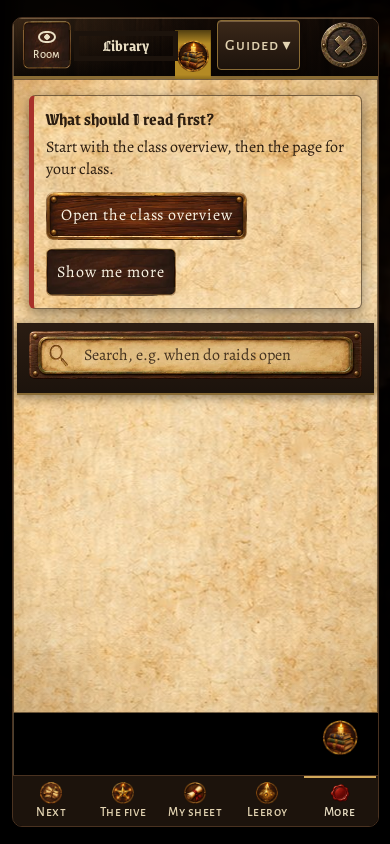 Room
Library
Guided ▼
What should I read first?
Start with the class overview, then the page for
your class.
Open the class overview
Show me more
Search, e.g. when do raids open
Next
The five
My sheet
Leeroy
More